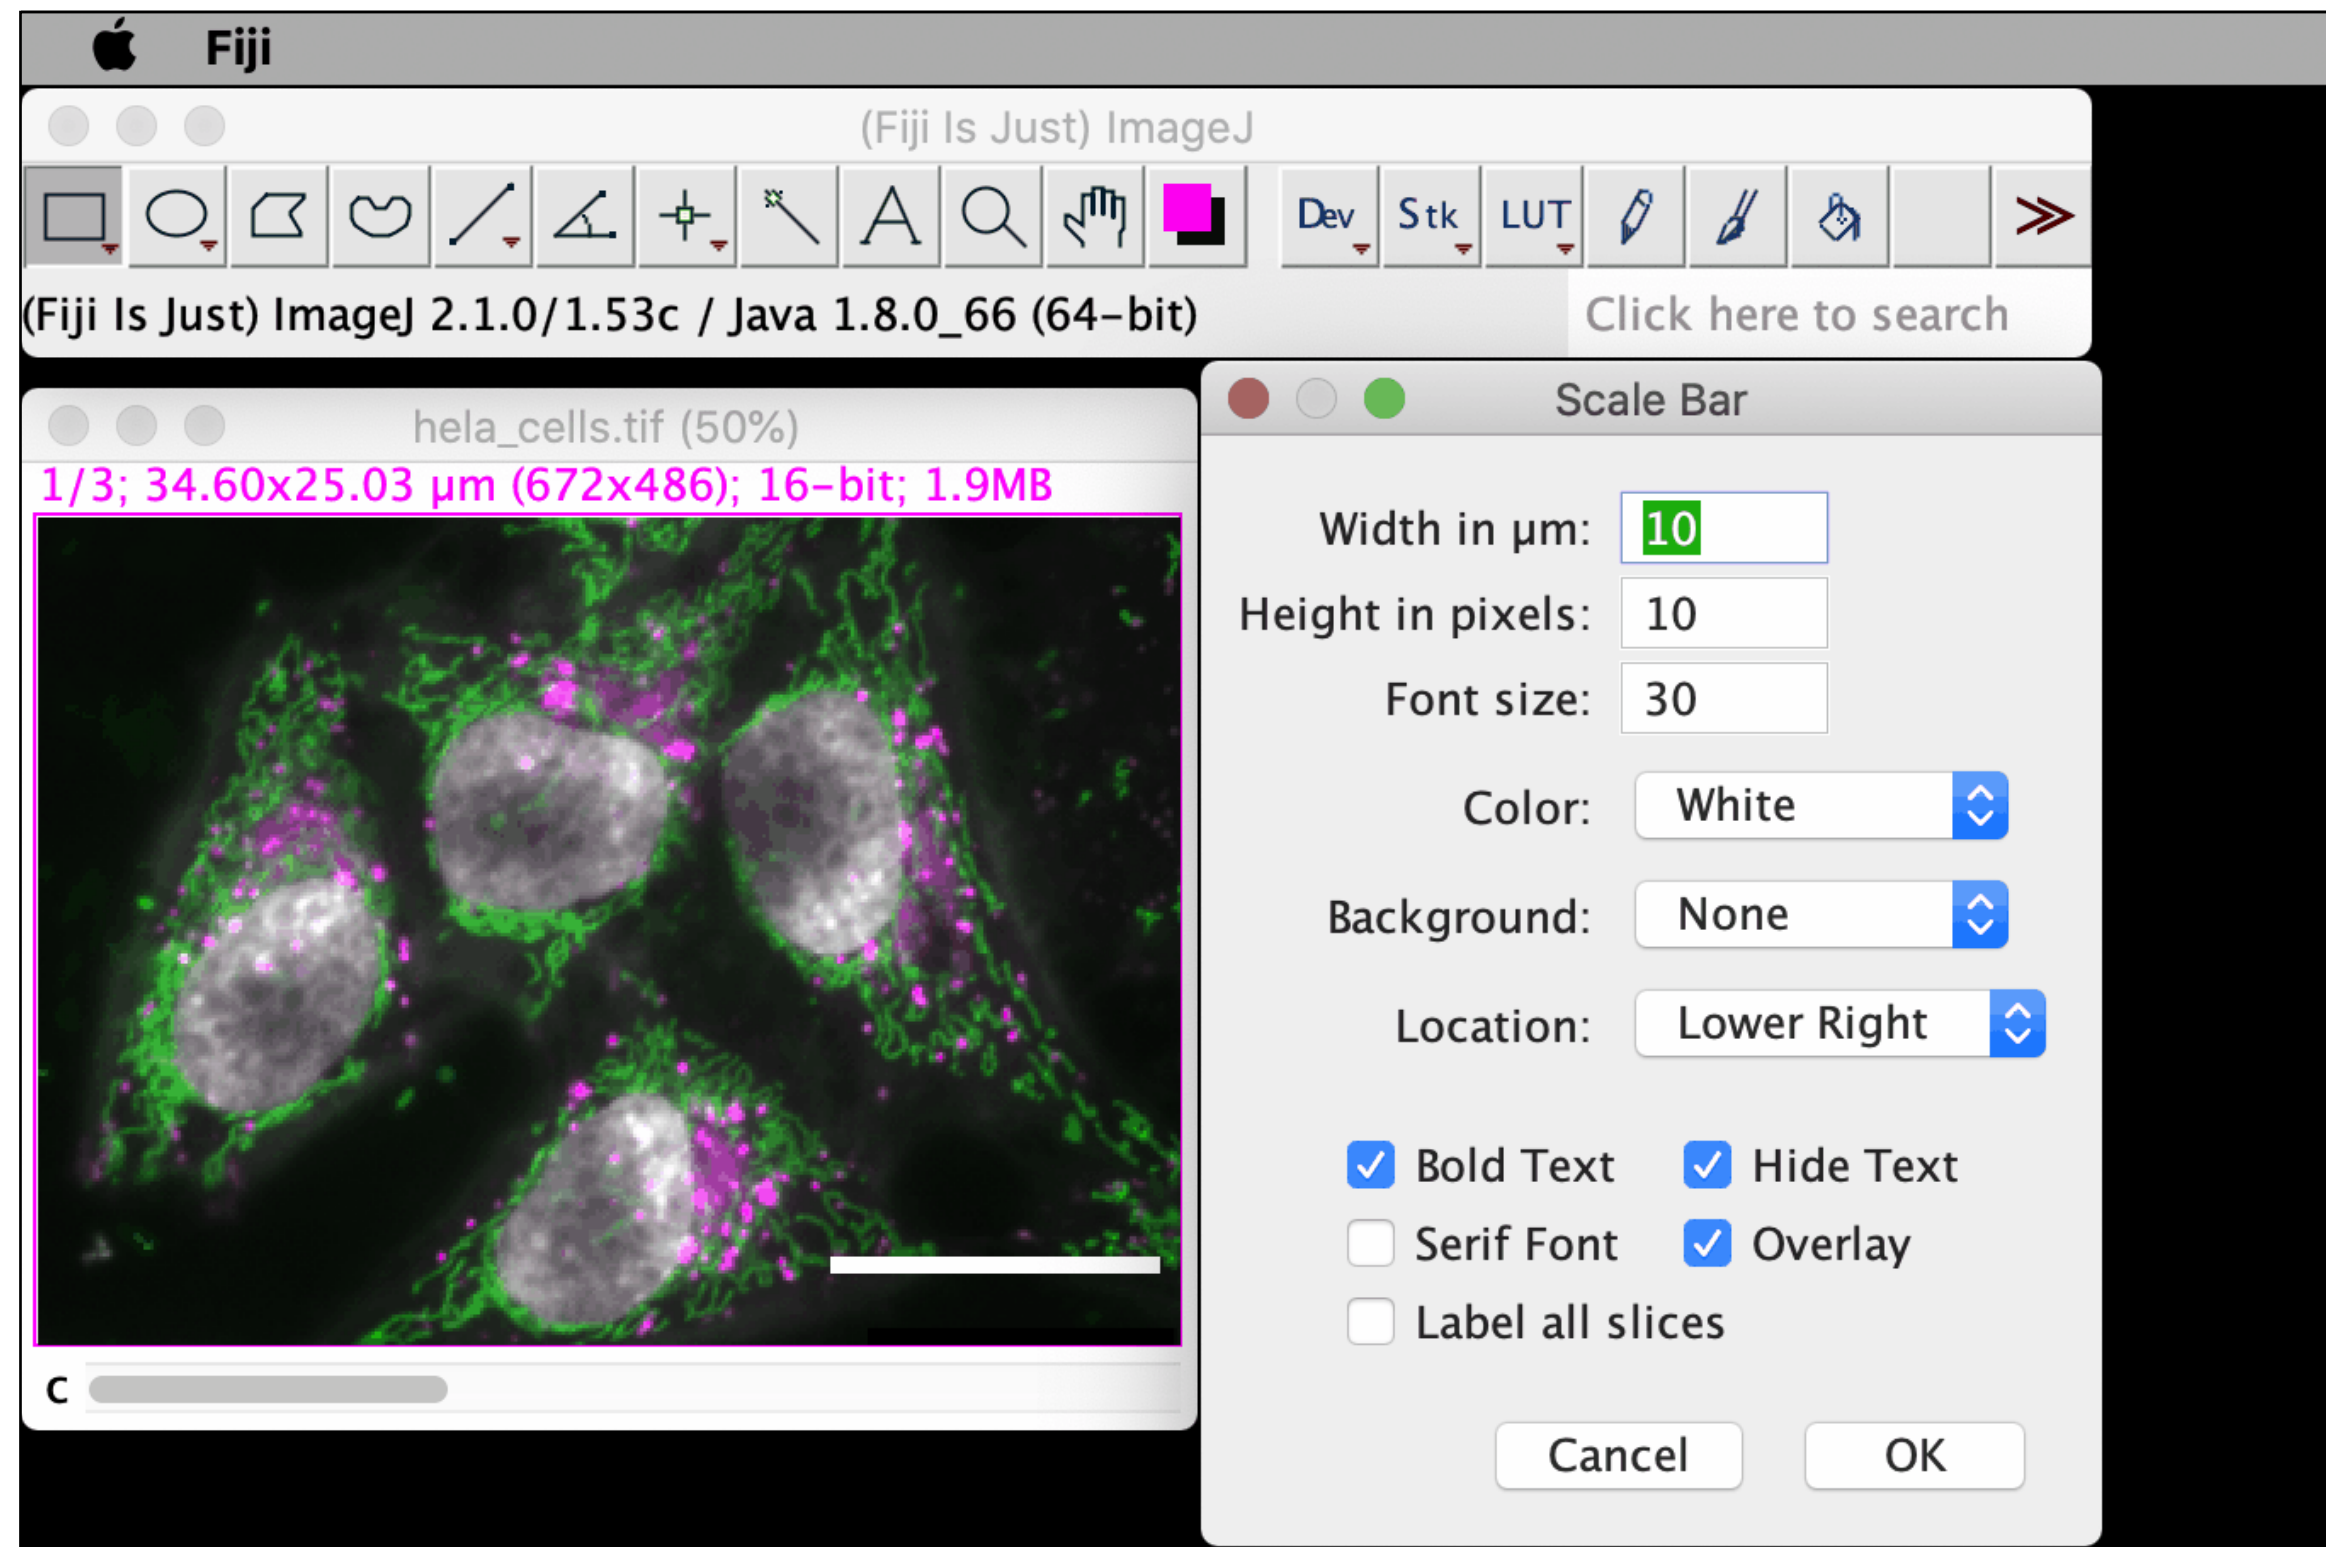 Fiji
(Fiji Is Just) ImageJ
Dev Stk LUT
(Fiji Is Just) ImageJ 2.1.0/1.53c / Java 1.8.0_66 (64-bit)
Click here to search
hela_cells.tif (50%)
1/3; 34.60x25.03 µm (672x486); 16-bit; 1.9MB
C
Scale Bar
Width in µm: 10
Height in pixels: 10
Font size: 30
Color: White
Background: None
Location: Lower Right
Bold Text Hide Text
Serif Font Overlay
Label all slices
Cancel OK